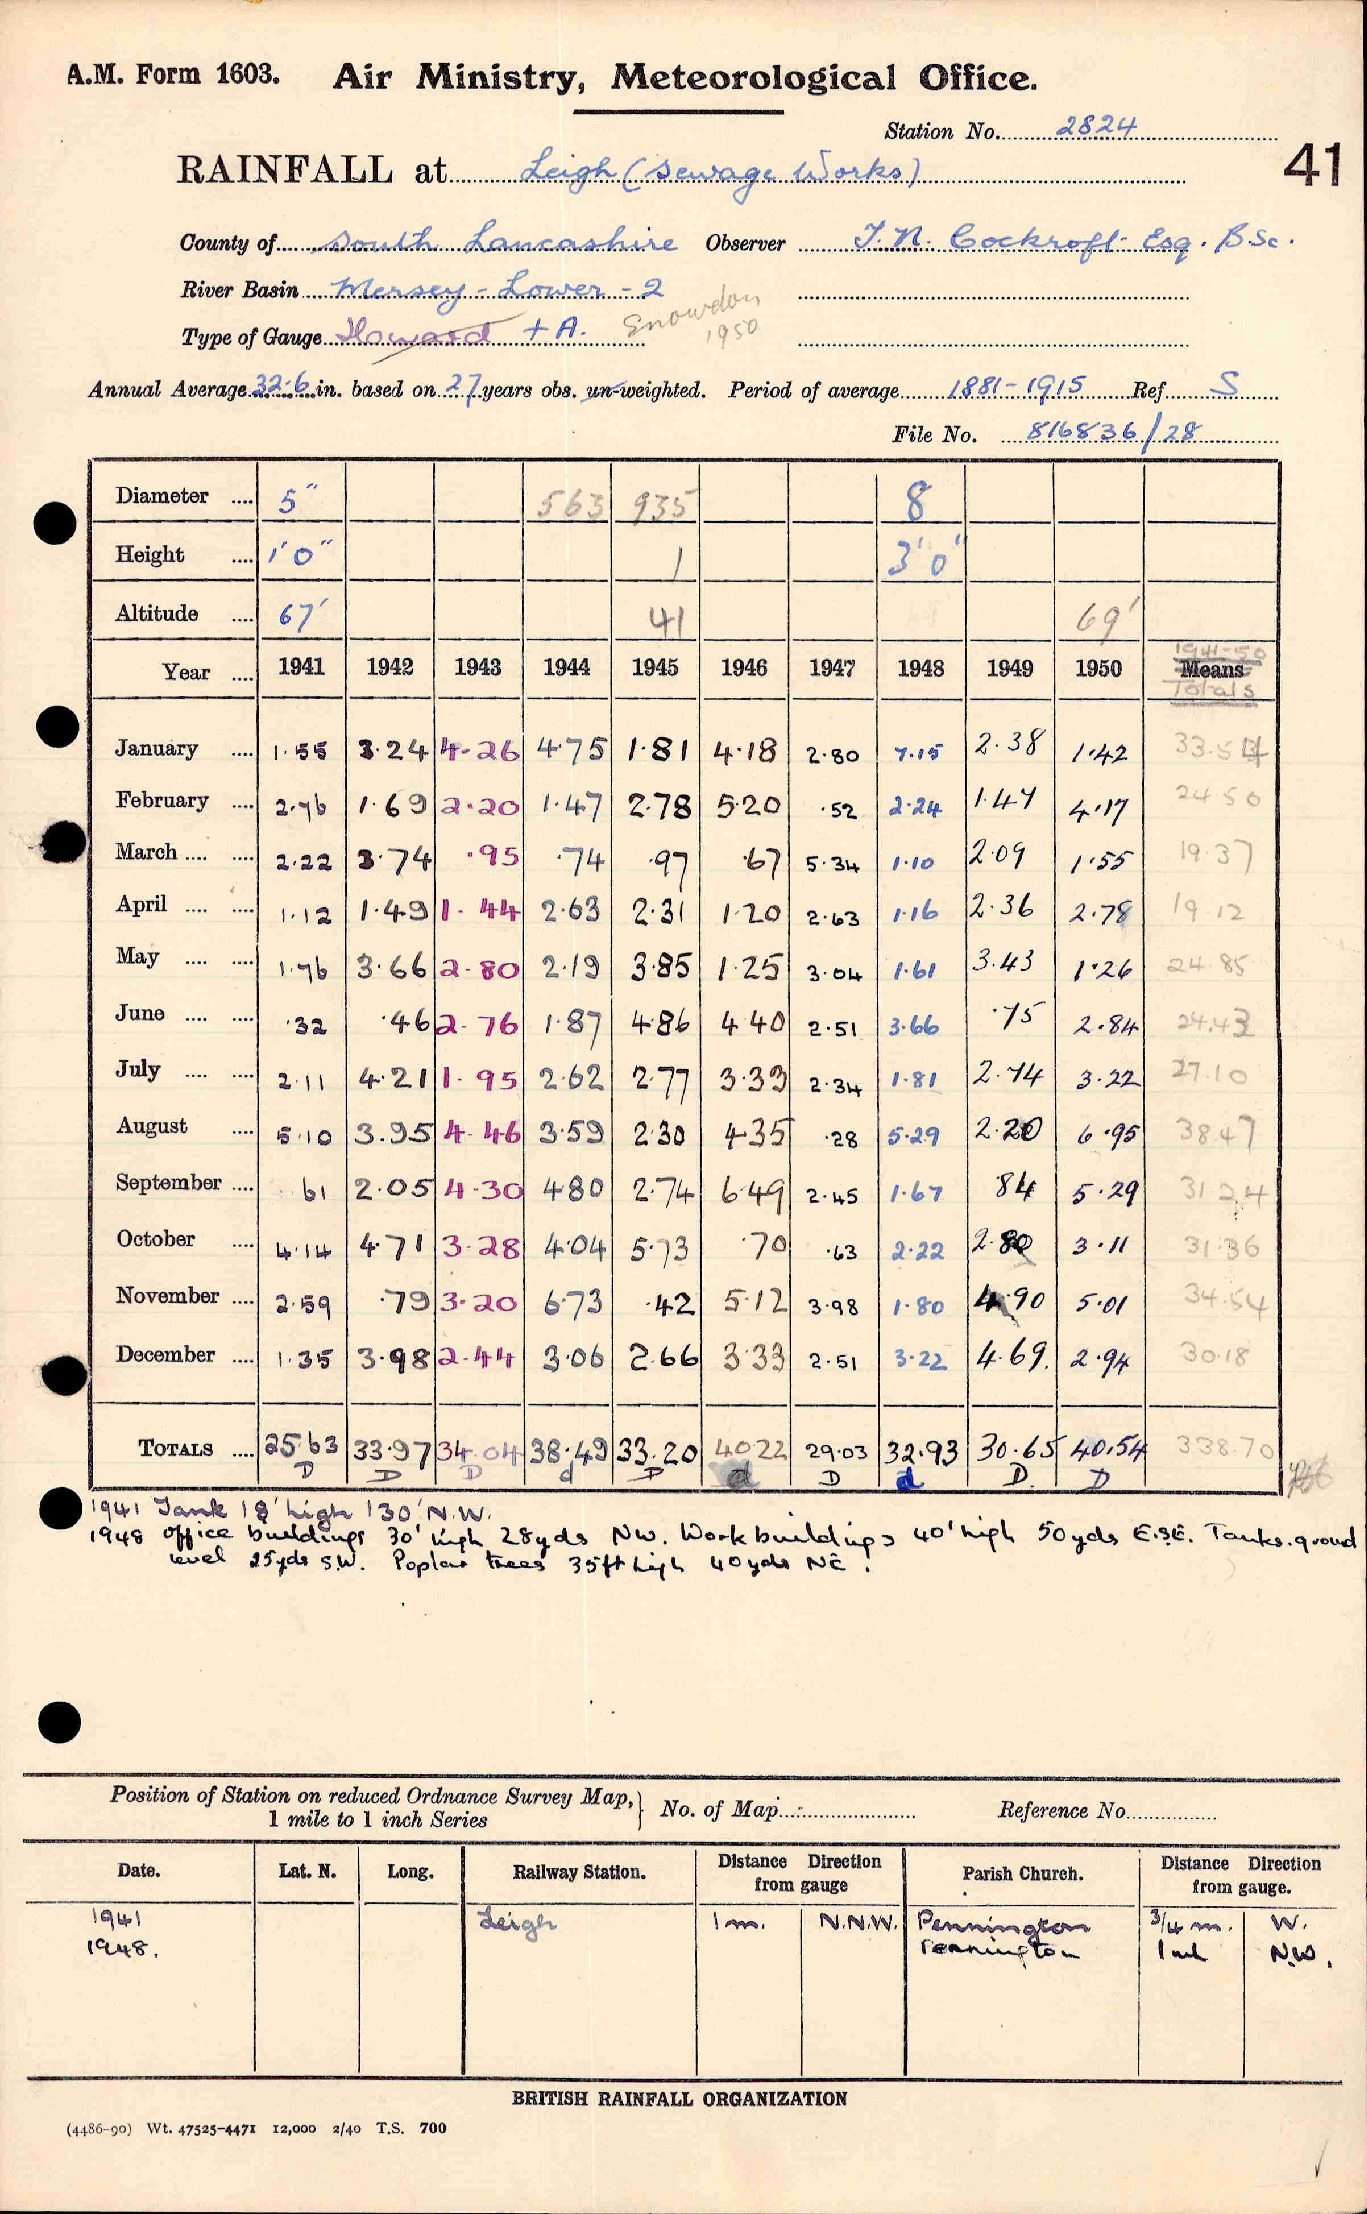 A.M. Form 1603. Air Ministry, Meteorological Office.
Station No. 2824
41
RAINFALL at Leigh (Sewage Works)
County of South Lancashire Observer T. N. Cockroft Esq. B.Sc.
River Basin Mersey - Lower - 2
Type of Gauge Howard + A. Snowdon 1950
Annual Average 32.6 in. based on 27 years obs. un-weighted. Period of average 1881-1915 Ref S
File No. 816836/28
Diameter .... 5" 563 935 8
Height .... 1'0" 1 3'0"
Altitude .... 67' 41 69'
1941-50
Year .... 1941 1942 1943 1944 1945 1946 1947 1948 1949 1950 Means
Totals
January .... 1.55 3.24 4.26 4.75 1.81 4.18 2.80 7.15 2.38 1.42 33.54
February .... 2.76 1.69 2.20 1.47 2.78 5.20 .52 2.24 1.47 4.17 24.50
March .... .... 2.22 3.74 .95 .74 .97 .67 5.34 1.10 2.09 1.55 19.37
April .... .... 1.12 1.49 1.44 2.63 2.31 1.20 2.63 1.16 2.36 2.78 19.12
May .... .... 1.76 3.66 2.80 2.19 3.85 1.25 3.04 1.61 3.43 1.26 24.85
June .... .... .32 .46 2.76 1.87 4.86 4.40 2.51 3.66 .75 2.84 24.43
July .... .... 2.11 4.21 1.95 2.62 2.77 3.33 2.34 1.81 2.74 3.22 27.10
August .... 5.10 3.95 4.46 3.59 2.30 4.35 .28 5.29 2.20 6.95 38.47
September .... .61 2.05 4.30 4.80 2.74 6.49 2.45 1.67 .84 5.29 31.24
October .... 4.14 4.71 3.28 4.04 5.73 .70 .63 2.22 2.80 3.11 31.36
November .... 2.59 .79 3.20 6.73 .42 5.12 3.98 1.80 4.90 5.01 34.54
December .... 1.35 3.98 2.44 3.06 2.66 3.33 2.51 3.22 4.69 2.94 30.18
TOTALS .... 25.63 33.97 34.04 38.49 33.20 40.22 29.03 32.93 30.65 40.54 338.70
D D D d D d D d D. D
1941 Tank 18' high 130' N.W.
1948 Office buildings 30' high 28yds NW. Work buildings 40' high 50yds E.S.E. Tanks. ground
level 25yds S.W. Poplar trees 35ft high 40yds NE.
Position of Station on reduced Ordnance Survey Map, 1 mile to 1 inch Series } No. of Map Reference No.
Date. Lat. N. Long. Railway Station. Distance Direction from gauge Parish Church. Distance Direction from gauge.
1941 Leigh 1 m. N.N.W. Pennington 3/4 m. W.
1948. Pennington 1 ml N.W.
BRITISH RAINFALL ORGANIZATION
(4486-90) Wt. 47525-4471 12,000 2/40 T.S. 700